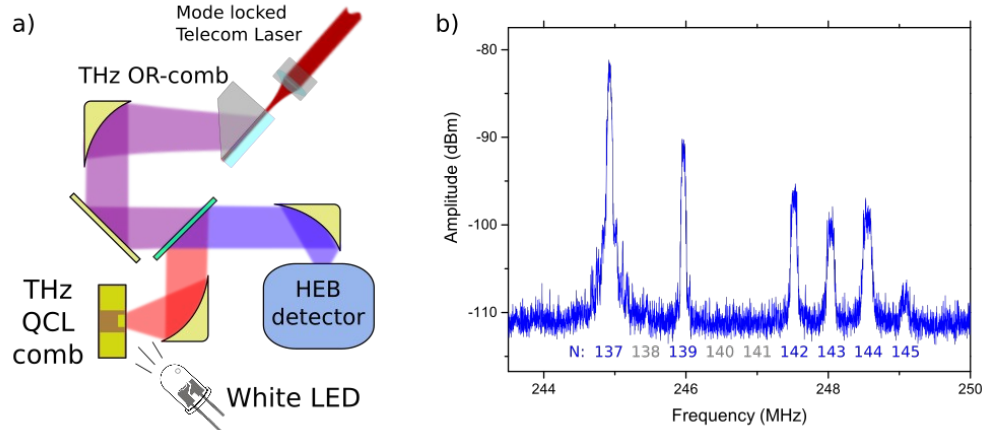 a)
Mode locked
Telecom Laser
THz OR-comb
THz
QCL
comb
HEB
detector
White LED
b)
Amplitude (dBm)
-80
-90
-100
-110
N: 137 138 139 140 141 142 143 144 145
244 246 248 250
Frequency (MHz)